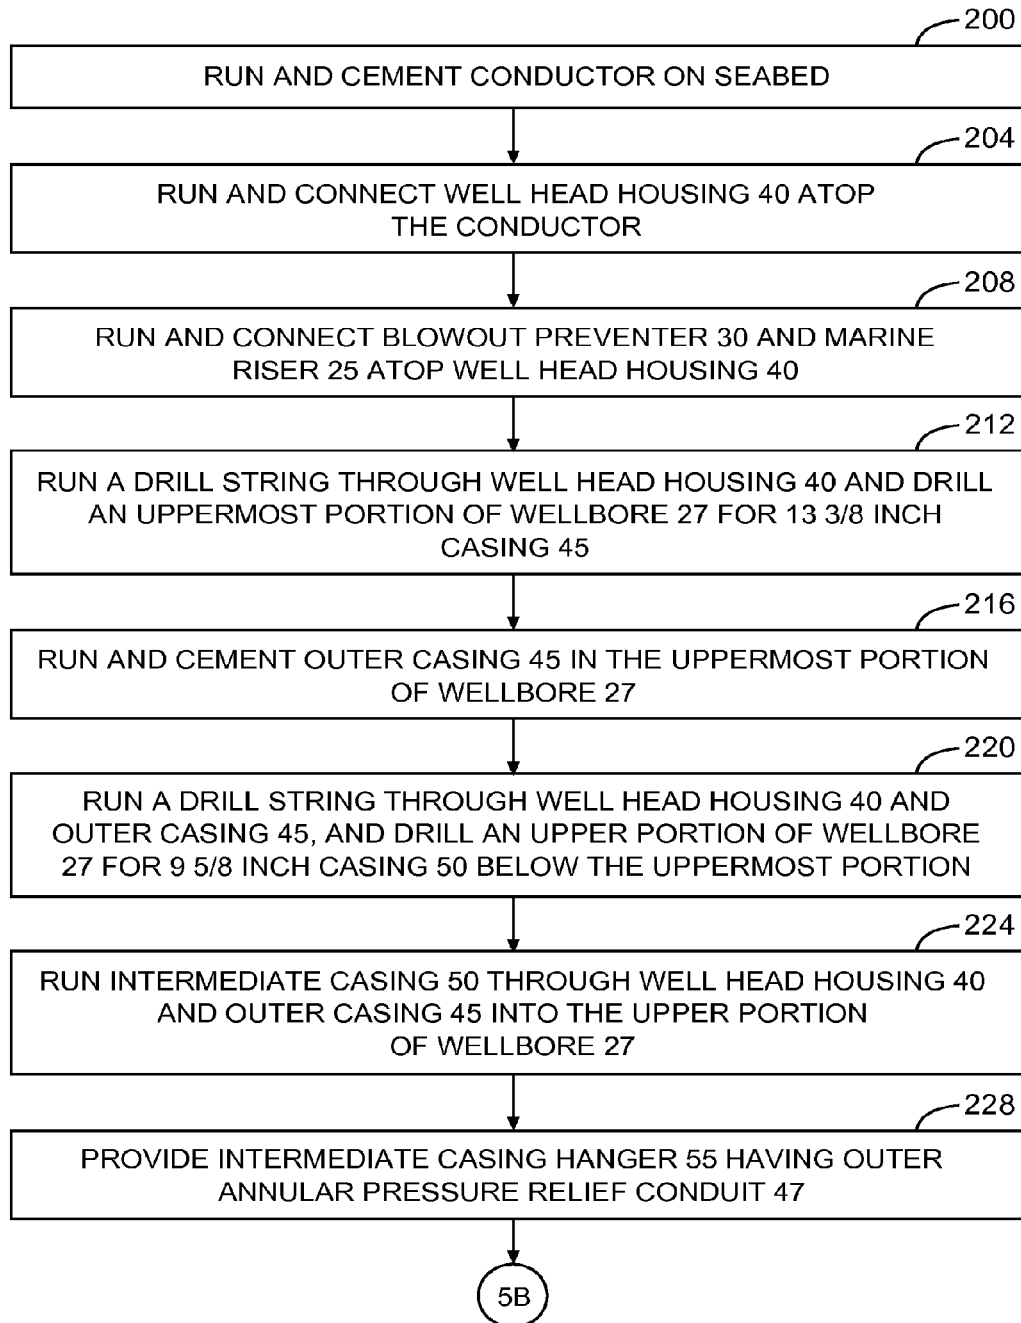 200
RUN AND CEMENT CONDUCTOR ON SEABED
204
RUN AND CONNECT WELL HEAD HOUSING 40 ATOP
THE CONDUCTOR
208
RUN AND CONNECT BLOWOUT PREVENTER 30 AND MARINE
RISER 25 ATOP WELL HEAD HOUSING 40
212
RUN A DRILL STRING THROUGH WELL HEAD HOUSING 40 AND DRILL
AN UPPERMOST PORTION OF WELLBORE 27 FOR 13 3/8 INCH
CASING 45
216
RUN AND CEMENT OUTER CASING 45 IN THE UPPERMOST PORTION
OF WELLBORE 27
220
RUN A DRILL STRING THROUGH WELL HEAD HOUSING 40 AND
OUTER CASING 45, AND DRILL AN UPPER PORTION OF WELLBORE
27 FOR 9 5/8 INCH CASING 50 BELOW THE UPPERMOST PORTION
224
RUN INTERMEDIATE CASING 50 THROUGH WELL HEAD HOUSING 40
AND OUTER CASING 45 INTO THE UPPER PORTION
OF WELLBORE 27
228
PROVIDE INTERMEDIATE CASING HANGER 55 HAVING OUTER
ANNULAR PRESSURE RELIEF CONDUIT 47
5B